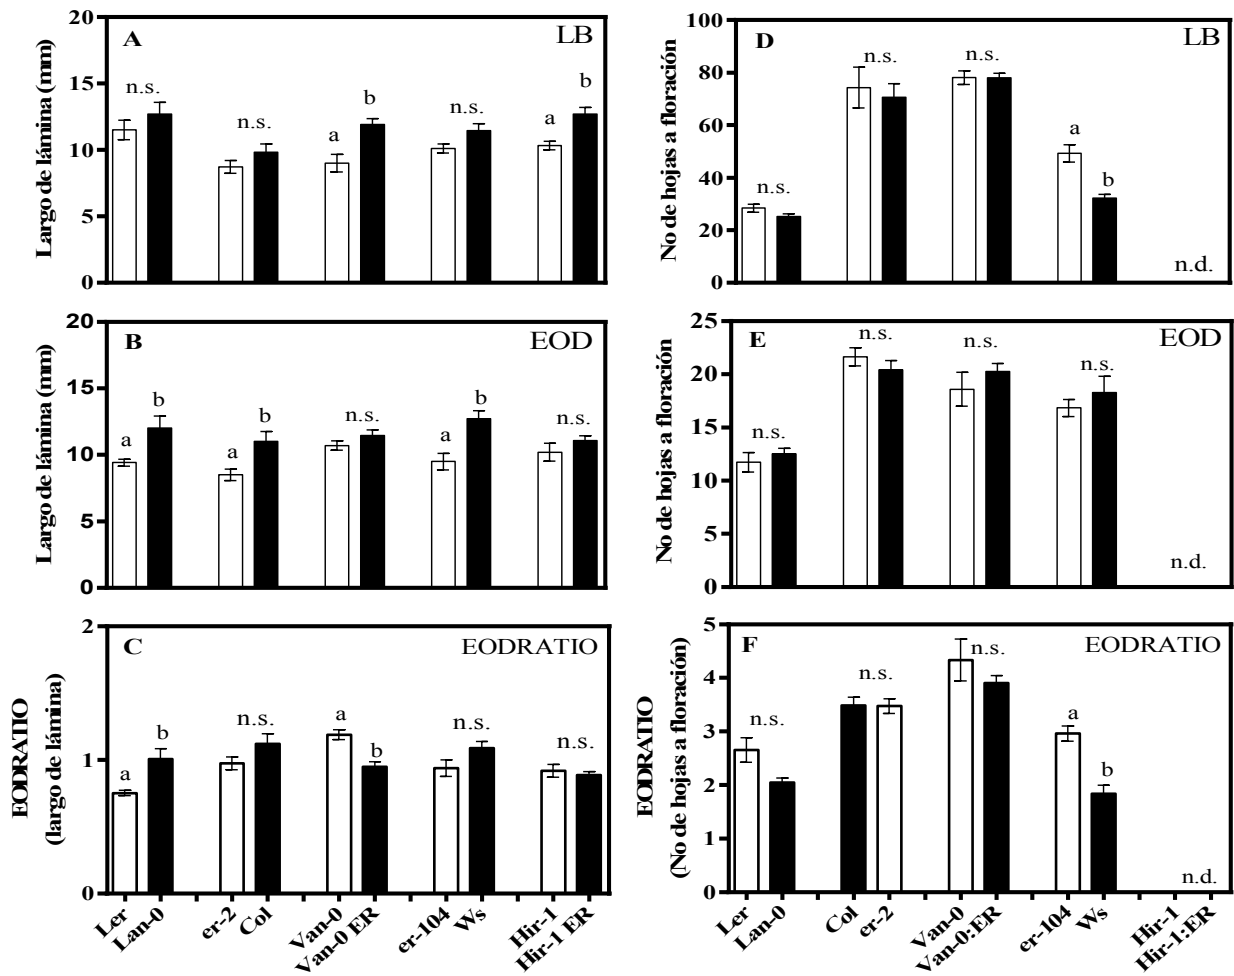 A
LB
Largo de lámina (mm)
20
15
10
5
0
n.s.
n.s.
a
b
n.s.
a
b
B
EOD
Largo de lámina (mm)
20
15
10
5
0
a
b
a
b
n.s.
a
b
n.s.
C
EODRATIO
EODRATIO
(largo de lámina)
2
1
0
a
b
n.s.
a
b
n.s.
n.s.
Ler
Lan-0
er-2
Col
Van-0
Van-0 ER
er-104
Ws
Hir-1
Hir-1 ER
D
LB
No de hojas a floración
100
80
60
40
20
0
n.s.
n.s.
n.s.
a
b
n.d.
E
EOD
No de hojas a floración
25
20
15
10
5
0
n.s.
n.s.
n.s.
n.s.
n.d.
F
EODRATIO
EODRATIO
(No de hojas a floración)
5
4
3
2
1
0
n.s.
n.s.
n.s.
a
b
n.d.
Ler
Lan-0
Col
er-2
Van-0
Van-0:ER
er-104
Ws
Hir-1
Hir-1:ER